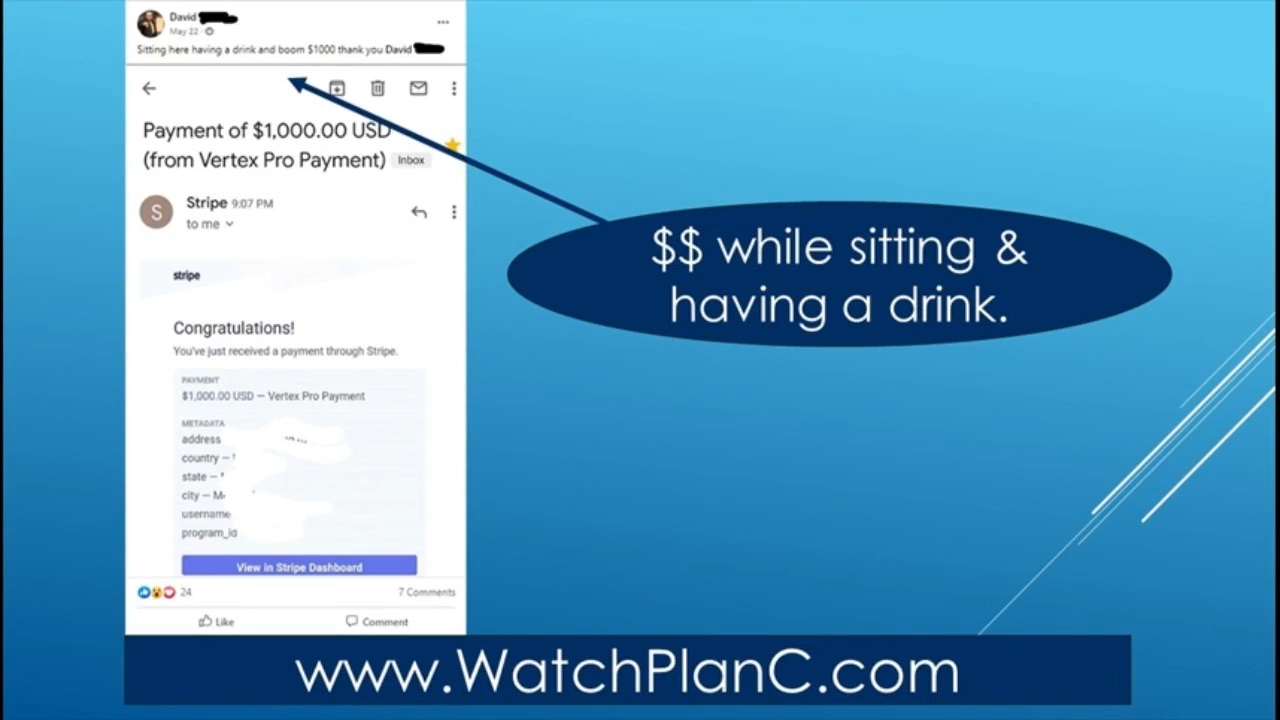 David
May 22 ·
Sitting here having a drink and boom $1000 thank you David
Payment of $1,000.00 USD
(from Vertex Pro Payment) Inbox
S
Stripe 9:07 PM
to me
stripe
Congratulations!
You've just received a payment through Stripe.
PAYMENT
$1,000.00 USD — Vertex Pro Payment
METADATA
address
country —
state —
city —
username
program_id
View in Stripe Dashboard
24
7 Comments
Like
Comment
$$ while sitting &
having a drink.
www.WatchPlanC.com